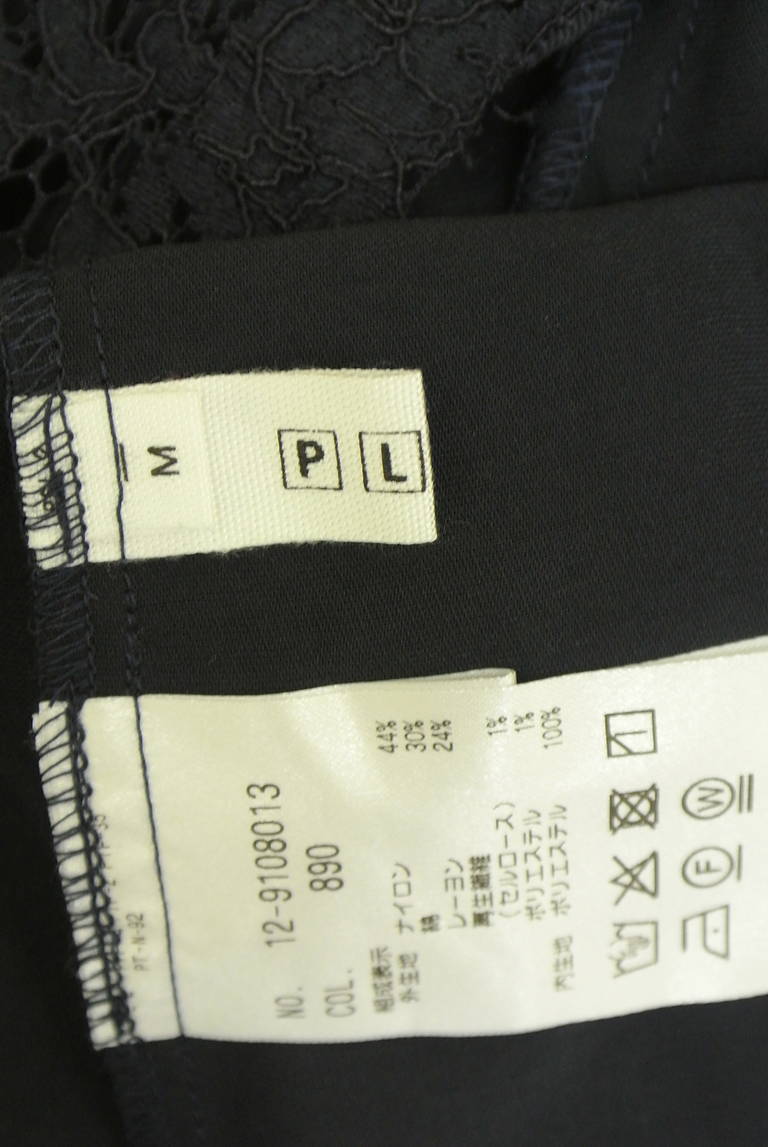 M
P L
NO. 12-9108013
COL. 890
組成表示
外生地 ナイロン 44%
綿 30%
レーヨン 24%
再生繊維
(セルロース) 1%
ポリエステル 1%
内生地 ポリエステル 100%
W
F
PT-N-92